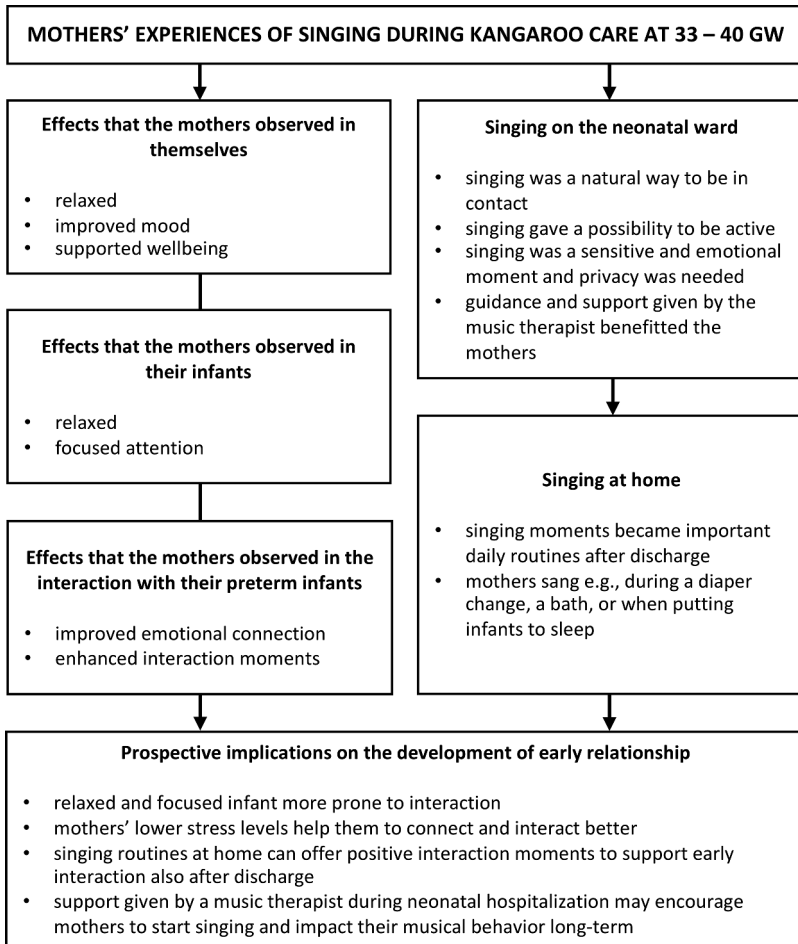 MOTHERS' EXPERIENCES OF SINGING DURING KANGAROO CARE AT 33 – 40 GW
Effects that the mothers observed in
themselves
• relaxed
• improved mood
• supported wellbeing
Effects that the mothers observed in
their infants
• relaxed
• focused attention
Effects that the mothers observed in the
interaction with their preterm infants
• improved emotional connection
• enhanced interaction moments
Singing on the neonatal ward
• singing was a natural way to be in
contact
• singing gave a possibility to be active
• singing was a sensitive and emotional
moment and privacy was needed
• guidance and support given by the
music therapist benefitted the
mothers
Singing at home
• singing moments became important
daily routines after discharge
• mothers sang e.g., during a diaper
change, a bath, or when putting
infants to sleep
Prospective implications on the development of early relationship
• relaxed and focused infant more prone to interaction
• mothers' lower stress levels help them to connect and interact better
• singing routines at home can offer positive interaction moments to support early
interaction also after discharge
• support given by a music therapist during neonatal hospitalization may encourage
mothers to start singing and impact their musical behavior long-term